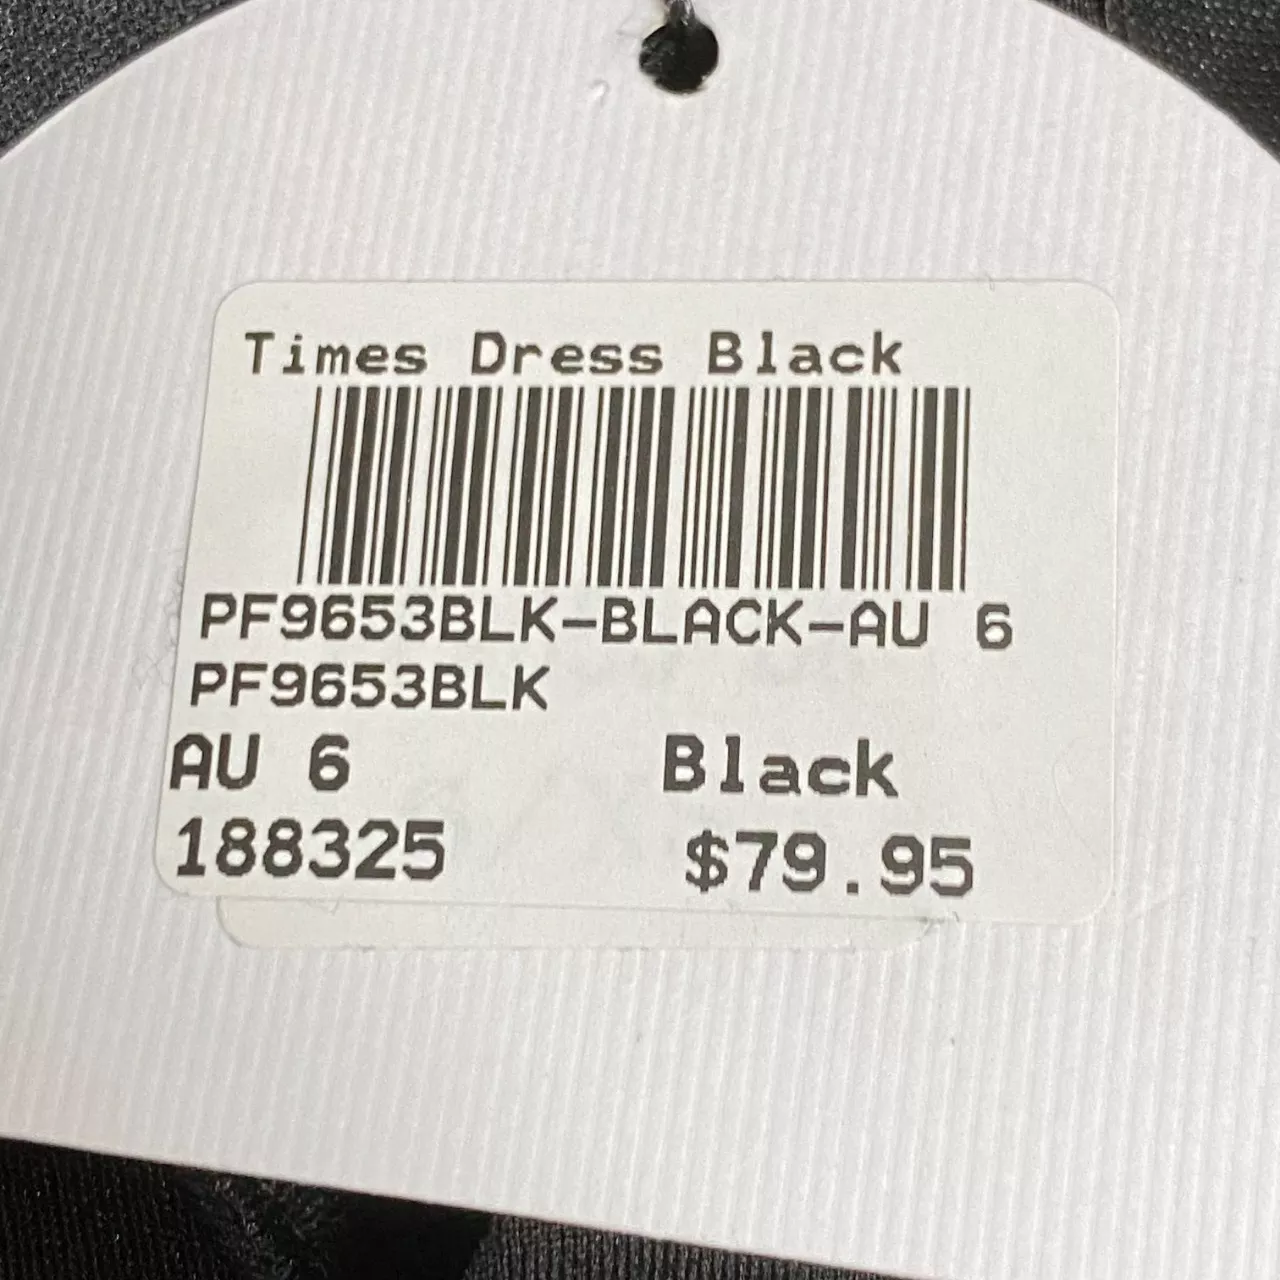 Times Dress Black
PF9653BLK-BLACK-AU 6
PF9653BLK
AU 6 Black
188325 $79.95